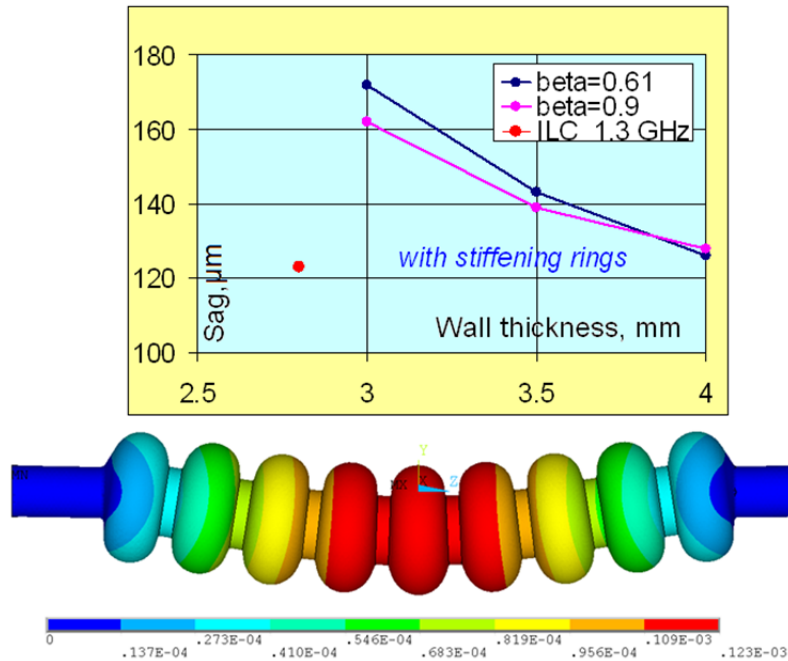 180
160
140
120
100
beta=0.61
beta=0.9
ILC 1.3 GHz
with stiffening rings
Sag,µm
Wall thickness, mm
2.5 3 3.5 4
Y
MX X Z
0 .273E-04 .546E-04 .819E-04 .109E-03
.137E-04 .410E-04 .683E-04 .956E-04 .123E-03